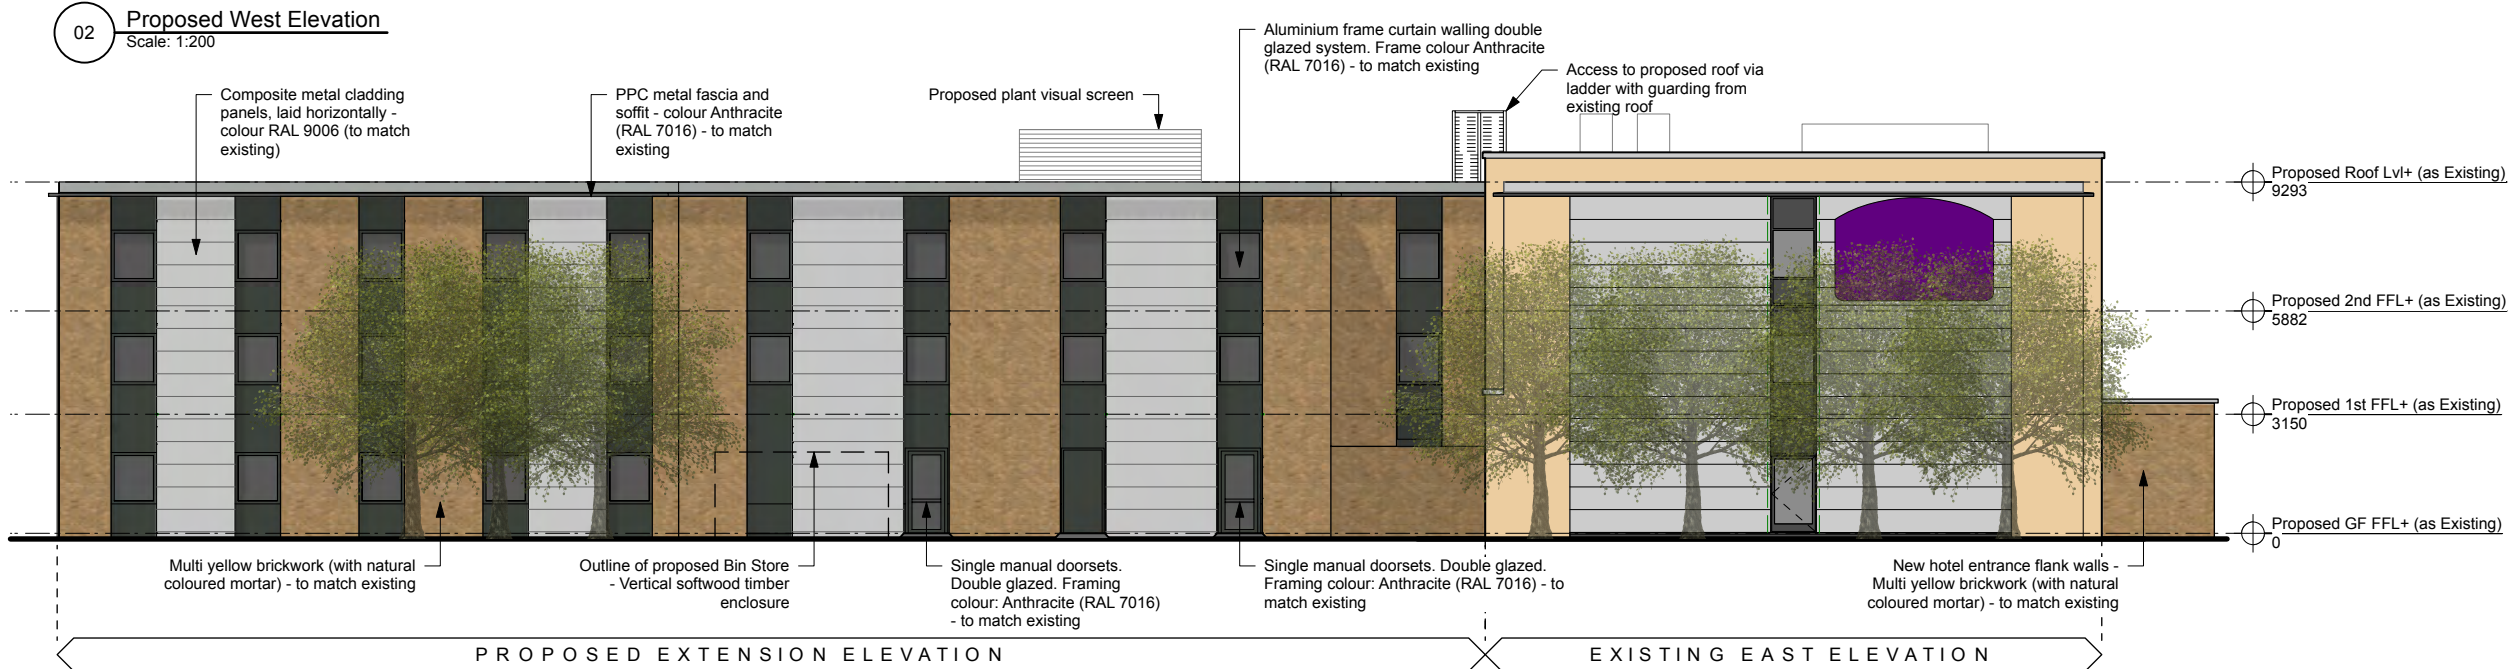 02
Proposed West Elevation
Scale: 1:200
Composite metal cladding
panels, laid horizontally -
colour RAL 9006 (to match
existing)
PPC metal fascia and
soffit - colour Anthracite
(RAL 7016) - to match
existing
Proposed plant visual screen
Aluminium frame curtain walling double
glazed system. Frame colour Anthracite
(RAL 7016) - to match existing
Access to proposed roof via
ladder with guarding from
existing roof
Proposed Roof Lvl+ (as Existing)
9293
Proposed 2nd FFL+ (as Existing)
5882
Proposed 1st FFL+ (as Existing)
3150
Proposed GF FFL+ (as Existing)
0
Multi yellow brickwork (with natural
coloured mortar) - to match existing
Outline of proposed Bin Store
- Vertical softwood timber
enclosure
Single manual doorsets.
Double glazed. Framing
colour: Anthracite (RAL 7016)
- to match existing
Single manual doorsets. Double glazed.
Framing colour: Anthracite (RAL 7016) - to
match existing
New hotel entrance flank walls -
Multi yellow brickwork (with natural
coloured mortar) - to match existing
PROPOSED EXTENSION ELEVATION
EXISTING EAST ELEVATION